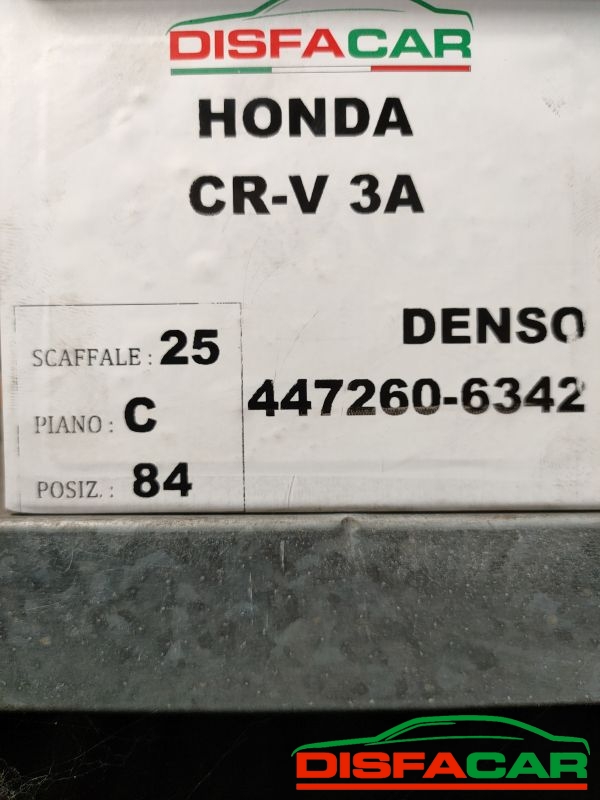 DISFACAR
HONDA
CR-V 3A
DENSO
447260-6342
SCAFFALE : 25
PIANO : C
POSIZ. : 84
DISFACAR